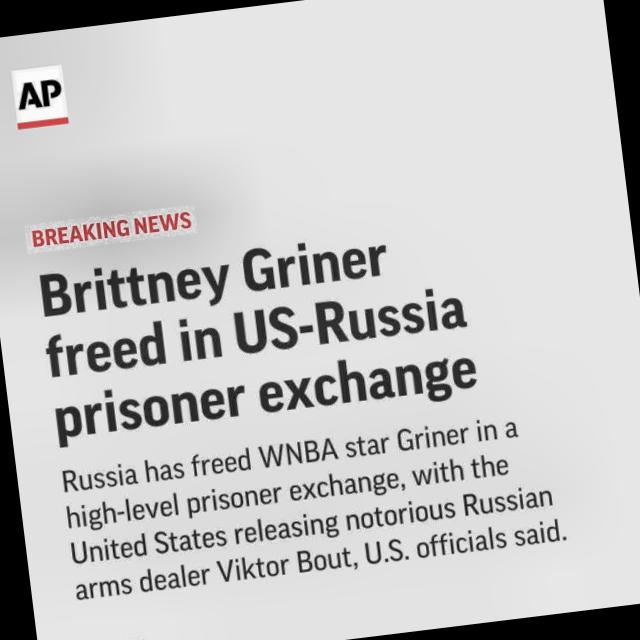 AP
BREAKING NEWS
Brittney Griner
freed in US-Russia
prisoner exchange
Russia has freed WNBA star Griner in a
high-level prisoner exchange, with the
United States releasing notorious Russian
arms dealer Viktor Bout, U.S. officials said.